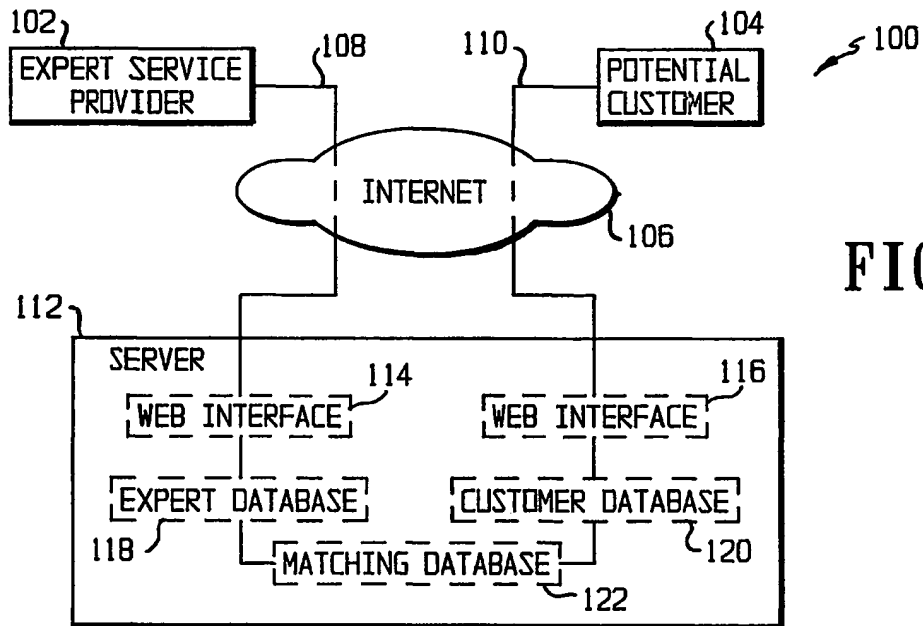 102
108
110
104
100
EXPERT SERVICE
PROVIDER
POTENTIAL
CUSTOMER
INTERNET
106
FIG
112
SERVER
114
116
WEB INTERFACE
WEB INTERFACE
EXPERT DATABASE
CUSTOMER DATABASE
118
120
MATCHING DATABASE
122